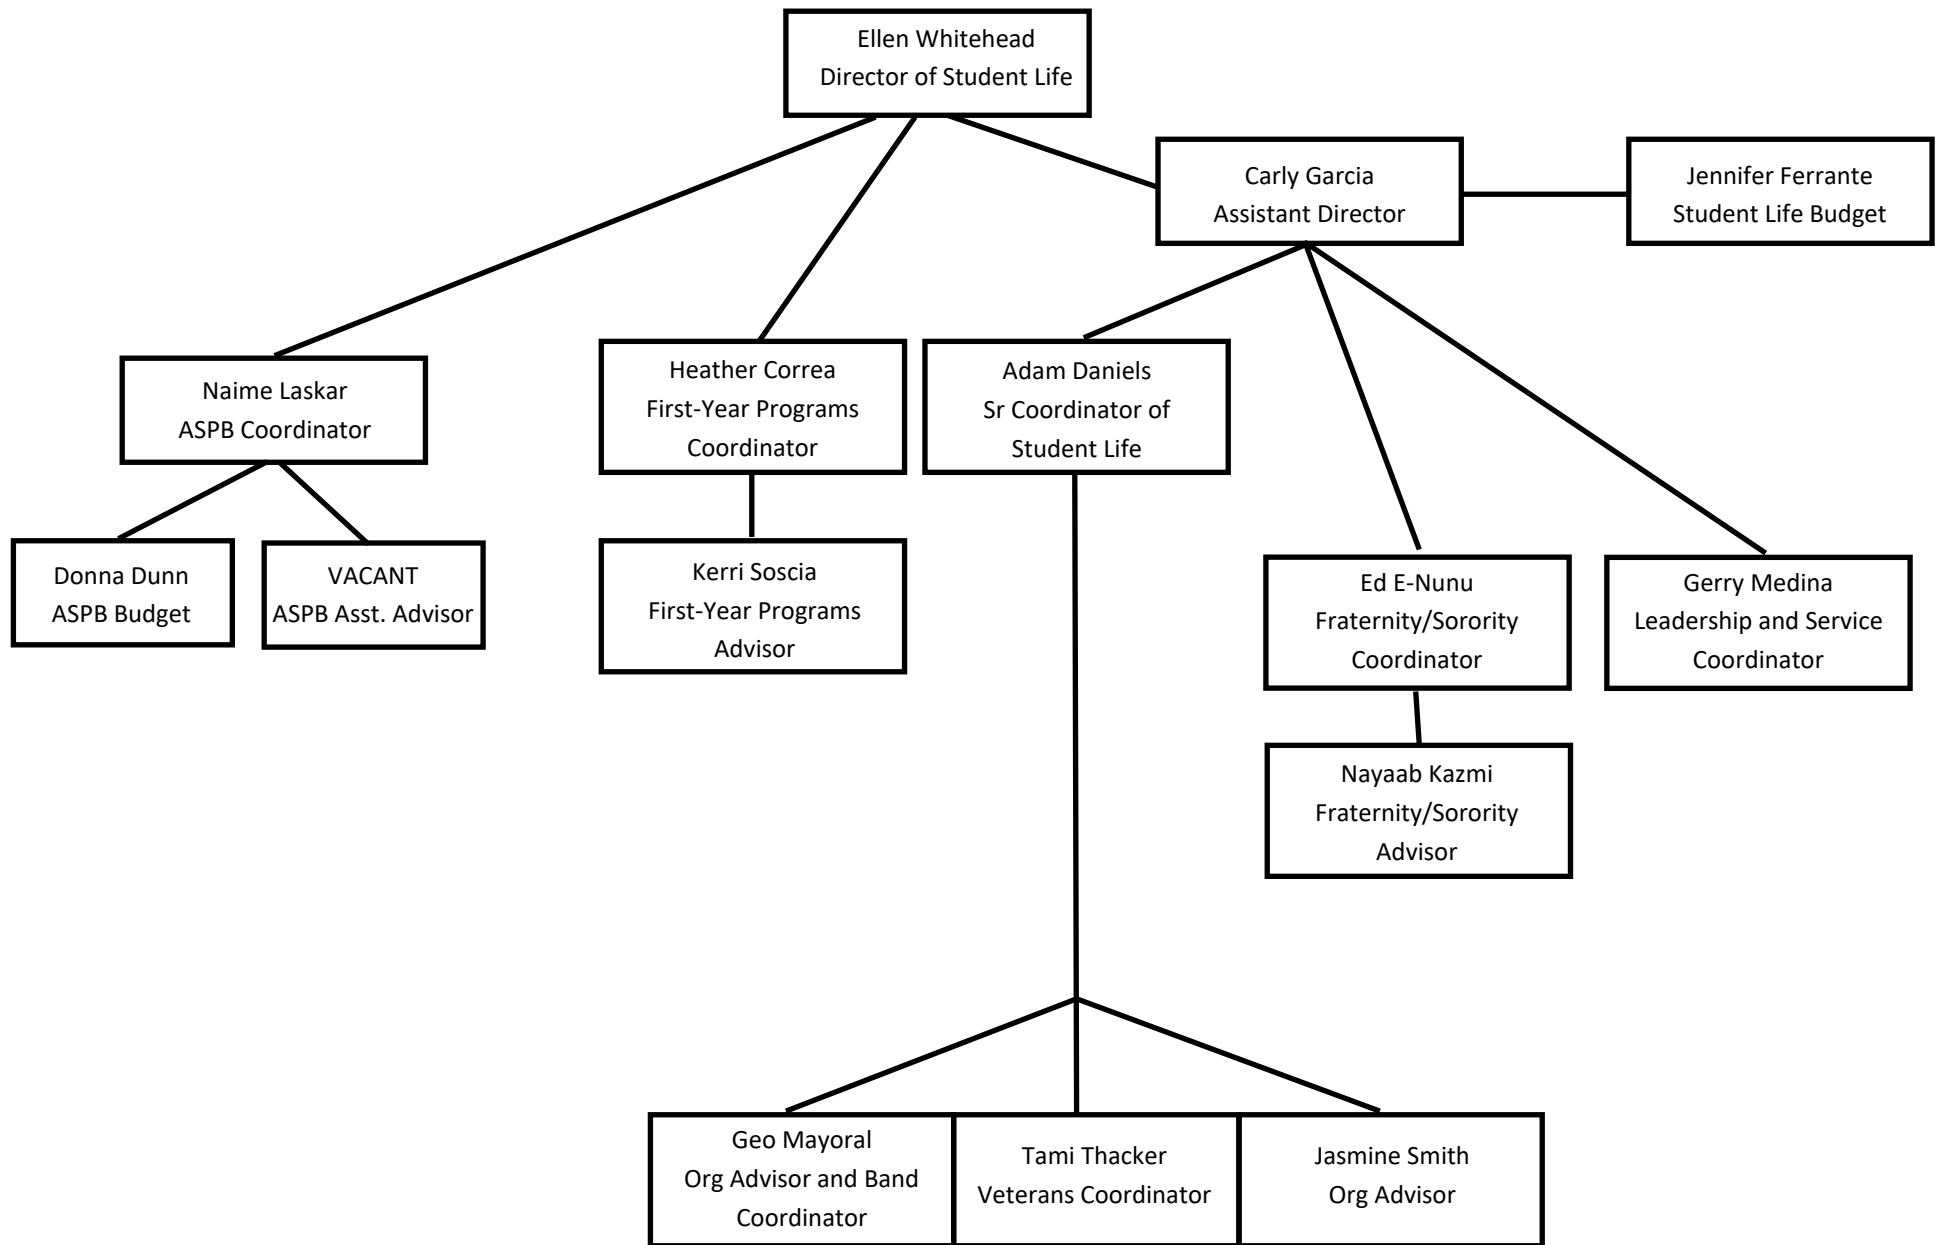 Ellen Whitehead
Director of Student Life
Carly Garcia
Assistant Director
Jennifer Ferrante
Student Life Budget
Naime Laskar
ASPB Coordinator
Heather Correa
First-Year Programs
Coordinator
Adam Daniels
Sr Coordinator of
Student Life
Donna Dunn
ASPB Budget
VACANT
ASPB Asst. Advisor
Kerri Soscia
First-Year Programs
Advisor
Ed E-Nunu
Fraternity/Sorority
Coordinator
Gerry Medina
Leadership and Service
Coordinator
Nayaab Kazmi
Fraternity/Sorority
Advisor
Geo Mayoral
Org Advisor and Band
Coordinator
Tami Thacker
Veterans Coordinator
Jasmine Smith
Org Advisor